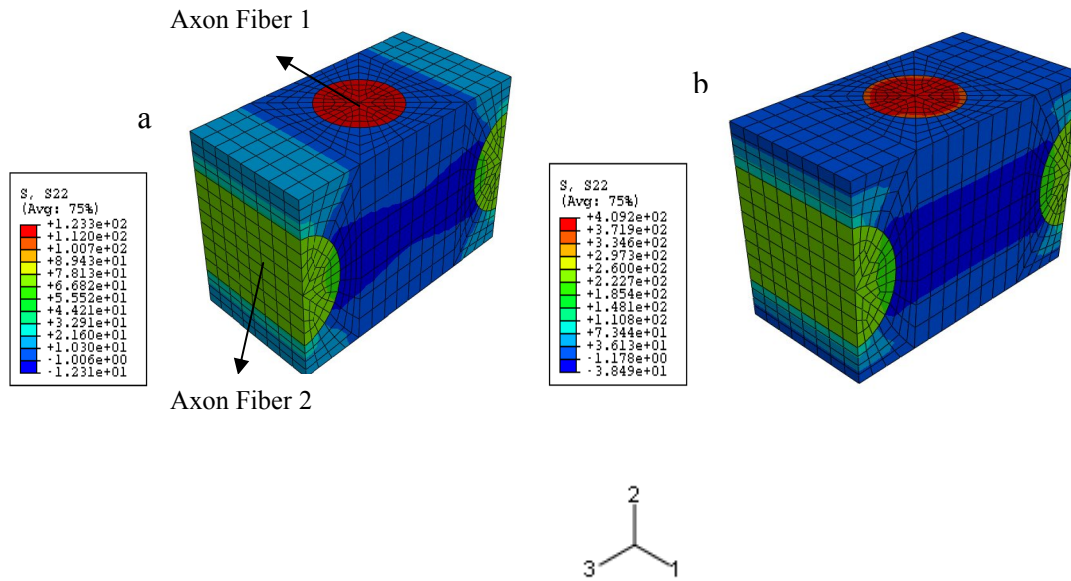 Axon Fiber 1
a
b
S, S22
(Avg: 75%)
+1.233e+02
+1.120e+02
+1.007e+02
+8.943e+01
+7.813e+01
+6.682e+01
+5.552e+01
+4.421e+01
+3.291e+01
+2.160e+01
+1.030e+01
-1.006e+00
-1.231e+01
S, S22
(Avg: 75%)
+4.092e+02
+3.719e+02
+3.346e+02
+2.973e+02
+2.600e+02
+2.227e+02
+1.854e+02
+1.481e+02
+1.108e+02
+7.344e+01
+3.613e+01
-1.178e+00
-3.849e+01
Axon Fiber 2
2
3
1